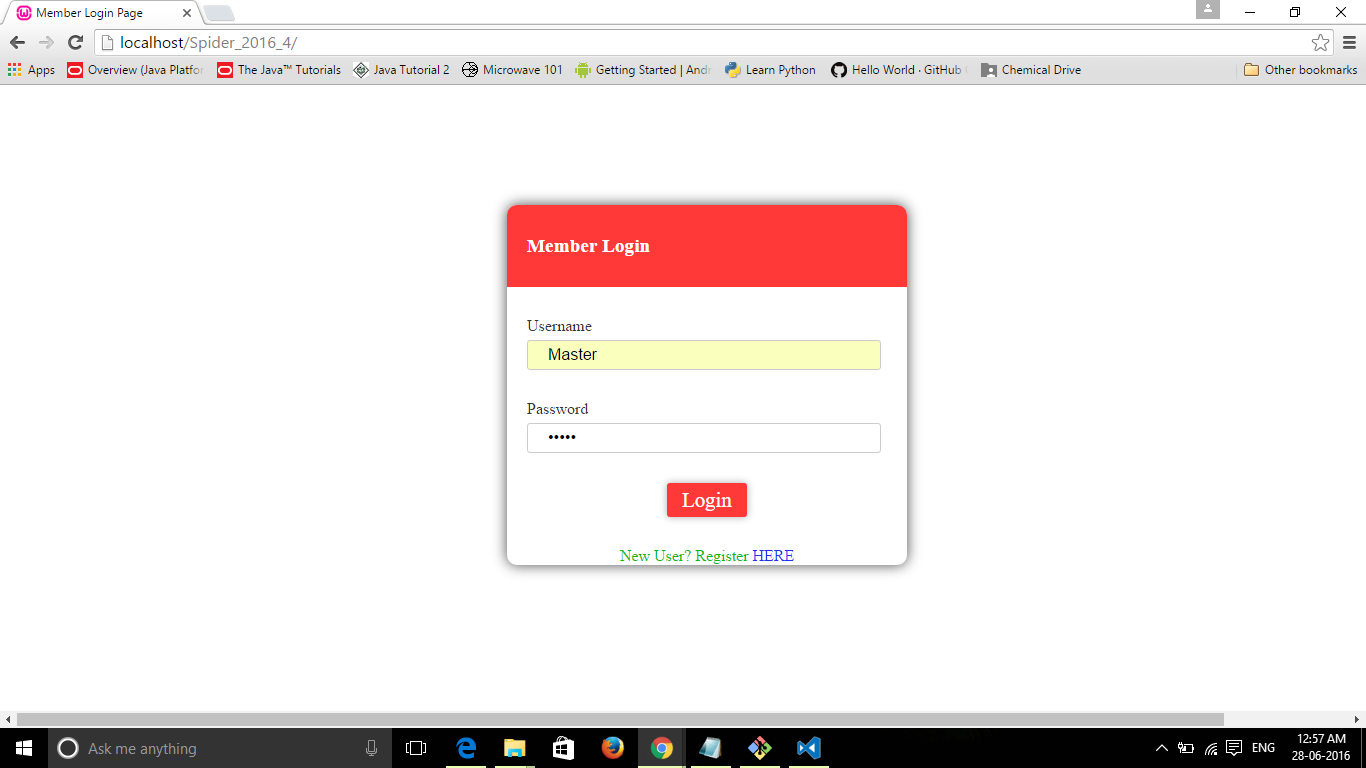 Member Login Page
localhost/Spider_2016_4/
Apps Overview (Java Platfor The Java™ Tutorials Java Tutorial 2 Microwave 101 Getting Started | Andr Learn Python Hello World · GitHub Chemical Drive Other bookmarks
Member Login
Username
Master
Password
•••••
Login
New User? Register HERE
Ask me anything
ENG
12:57 AM
28-06-2016